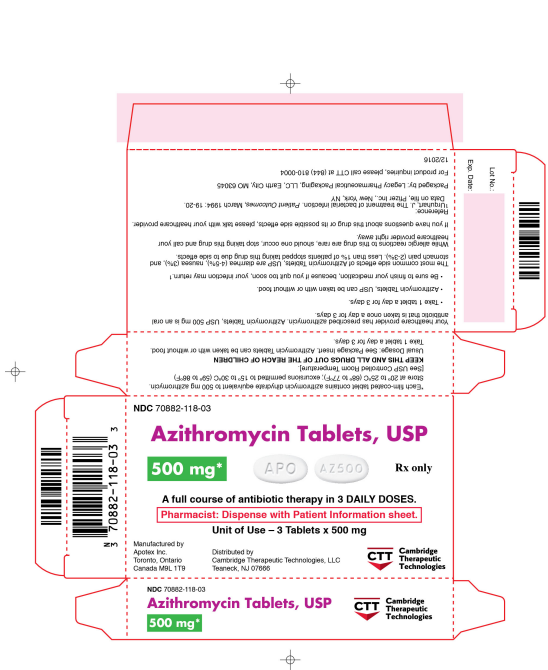 Lot No.:
Exp. Date:
Your healthcare provider has prescribed azithromycin. Azithromycin Tablets, USP 500 mg is an oral
antibiotic that is taken once a day for 3 days.
• Take 1 tablet a day for 3 days.
• Azithromycin Tablets, USP can be taken with or without food.
• Be sure to finish your medication, because if you quit too soon, your infection may return.¹
The most common side effects of Azithromycin Tablets, USP are diarrhea (4-5%), nausea (3%), and
stomach pain (2-3%). Less than 1% of patients stopped taking this drug due to side effects.
While allergic reactions to this drug are rare, should one occur, stop taking this drug and call your
healthcare provider right away.
If you have questions about this drug or its possible side effects, please talk with your healthcare provider.
Reference:
¹Urquhart, J. The treatment of bacterial infection. Patient Outcomes, March 1994: 19-20.
Data on file, Pfizer Inc., New York, NY
Packaged by: Legacy Pharmaceutical Packaging, LLC, Earth City, MO 63045
For product inquiries, please call CTT at (844) 810-0004
12/2016
*Each film-coated tablet contains azithromycin dihydrate equivalent to 500 mg azithromycin.
Store at 20° to 25°C (68° to 77°F); excursions permitted to 15° to 30°C (59° to 86°F)
[See USP Controlled Room Temperature].
KEEP THIS AND ALL DRUGS OUT OF THE REACH OF CHILDREN
Usual Dosage: See Package Insert. Azithromycin Tablets can be taken with or without food.
Take 1 tablet a day for 3 days.
N 3 70882-118-03 3
NDC 70882-118-03
Azithromycin Tablets, USP
500 mg*
APO
AZ500
Rx only
A full course of antibiotic therapy in 3 DAILY DOSES.
Pharmacist: Dispense with Patient Information sheet.
Unit of Use – 3 Tablets x 500 mg
Manufactured by
Apotex Inc.
Toronto, Ontario
Canada M9L 1T9
Distributed by
Cambridge Therapeutic Technologies, LLC
Teaneck, NJ 07666
CTT
Cambridge
Therapeutic
Technologies
NDC 70882-118-03
Azithromycin Tablets, USP
500 mg*
CTT
Cambridge
Therapeutic
Technologies